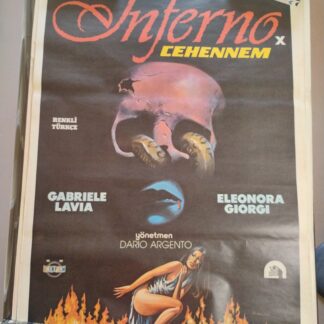 Inferno
x
CEHENNEM
RENKLİ
TÜRKÇE
GABRIELE
LAVIA
ELEONORA
GIORGI
yönetmen
DARIO ARGENTO